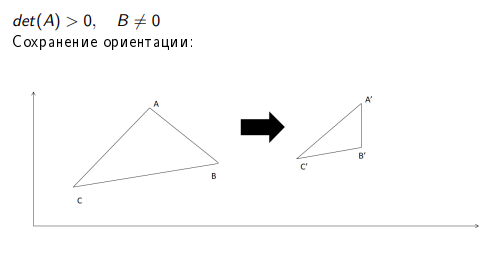 det(A) > 0,    B ≠ 0
Сохранение ориентации:
A
A'
B
B'
C'
C